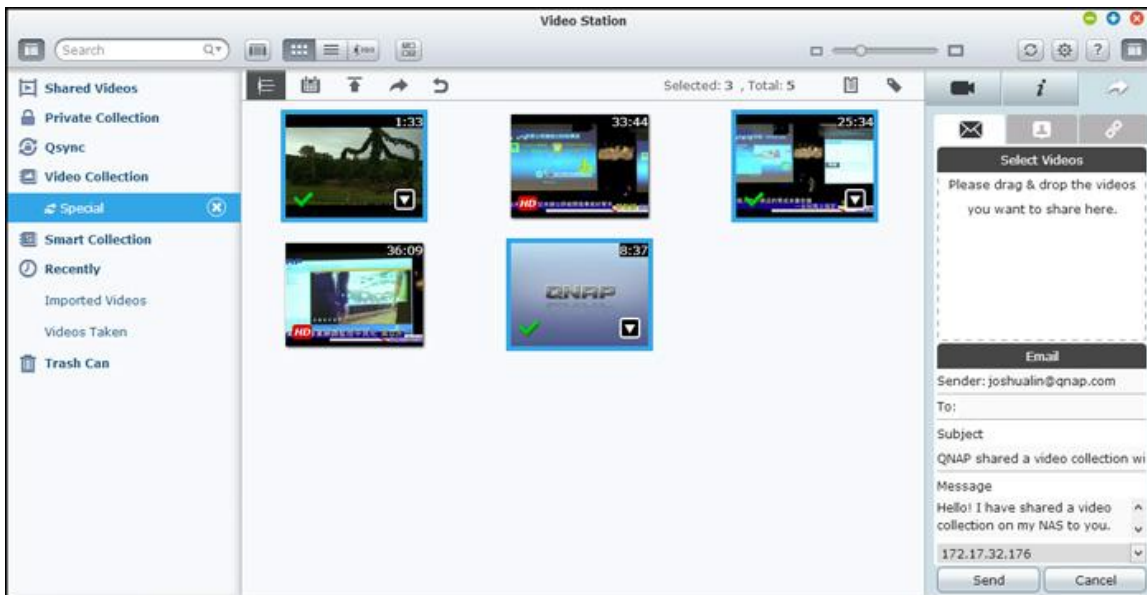 Video Station
Search
Shared Videos
Private Collection
Qsync
Video Collection
Special
Smart Collection
Recently
Imported Videos
Videos Taken
Trash Can
Selected: 3 , Total: 5
1:33
33:44
HD
25:34
36:09
HD
8:37
QNAP
Select Videos
Please drag & drop the videos
you want to share here.
Email
Sender: joshualin@qnap.com
To:
Subject
QNAP shared a video collection wi
Message
Hello! I have shared a video
collection on my NAS to you.
172.17.32.176
Send
Cancel